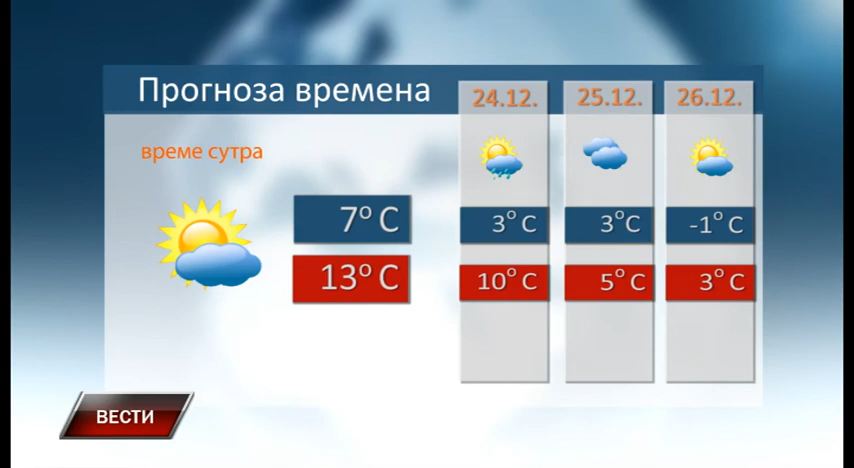 Прогноза времена
24.12. 25.12. 26.12.
време сутра
7° C 3° C 3°C -1° C
13° C 10° C 5° C 3° C
ВЕСТИ